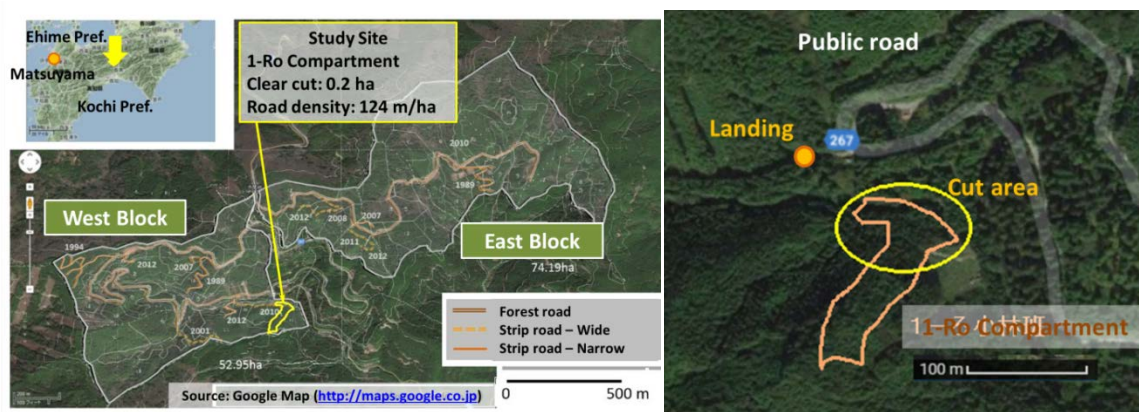 Ehime Pref.
Matsuyama
Kochi Pref.
Study Site
1-Ro Compartment
Clear cut: 0.2 ha
Road density: 124 m/ha
West Block
East Block
1994
2012
2007
1989
2001
2012
2010
2012
2008
2007
2011
2012
2010
1989
74.19ha
52.95ha
Forest road
Strip road – Wide
Strip road – Narrow
Source: Google Map (http://maps.google.co.jp)
0
500 m
Public road
Landing
267
Cut area
1-Ro Compartment
100 m